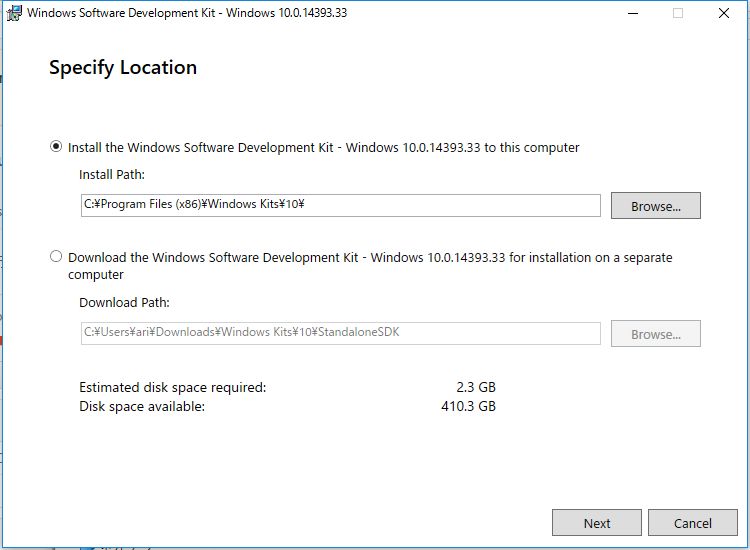 Windows Software Development Kit - Windows 10.0.14393.33
Specify Location
Install the Windows Software Development Kit - Windows 10.0.14393.33 to this computer
Install Path:
C:¥Program Files (x86)¥Windows Kits¥10¥
Browse...
Download the Windows Software Development Kit - Windows 10.0.14393.33 for installation on a separate
computer
Download Path:
C:¥Users¥ari¥Downloads¥Windows Kits¥10¥StandaloneSDK
Browse...
Estimated disk space required: 2.3 GB
Disk space available: 410.3 GB
Next
Cancel